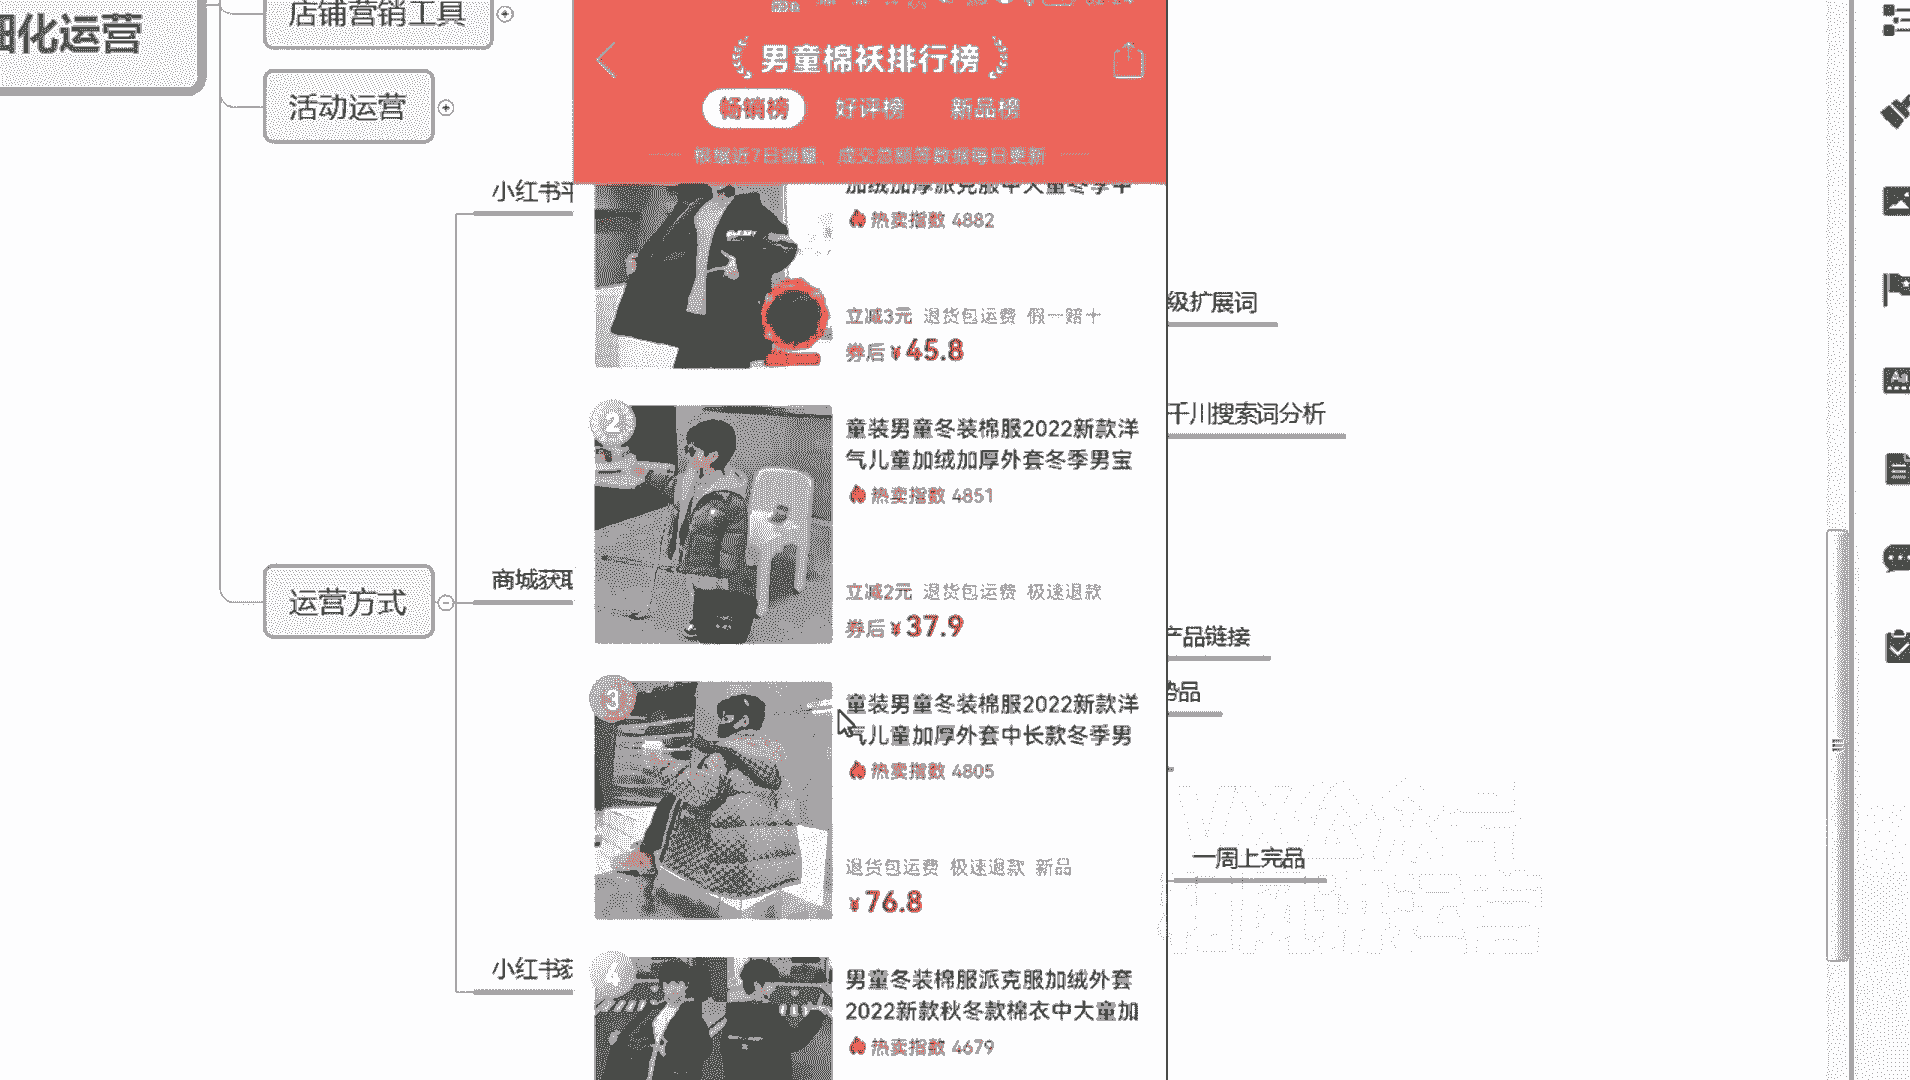 细化运营
店铺营销工具
活动运营
运营方式
小红书
商城获取
小红书
男童棉袄排行榜
畅销榜 好评榜 新品榜
根据近7日销量、成交总额等数据每日更新
加绒加厚派克服中大童冬季中
热卖指数 4882
立减3元 退货包运费 假一赔十
券后 ¥45.8
2
童装男童冬装棉服2022新款洋
气儿童加绒加厚外套冬季男宝
热卖指数 4851
立减2元 退货包运费 极速退款
券后 ¥37.9
3
童装男童冬装棉服2022新款洋
气儿童加厚外套中长款冬季男
热卖指数 4805
退货包运费 极速退款 新品
¥76.8
4
男童冬装棉服派克服加绒外套
2022新款秋冬款棉衣中大童加
热卖指数 4679
级扩展词
千川搜索词分析
产品链接
品
一周上完品
VX公众号